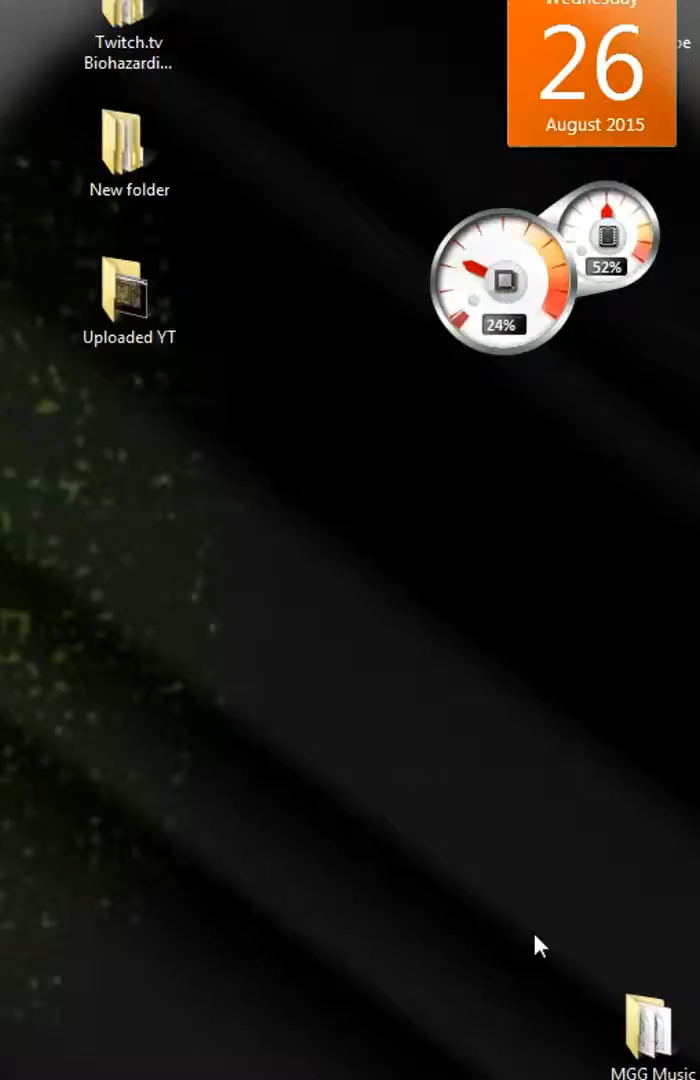 Twitch.tv
Biohazardi...
Wednesday
26
August 2015
New folder
52%
24%
Uploaded YT
MGG Music